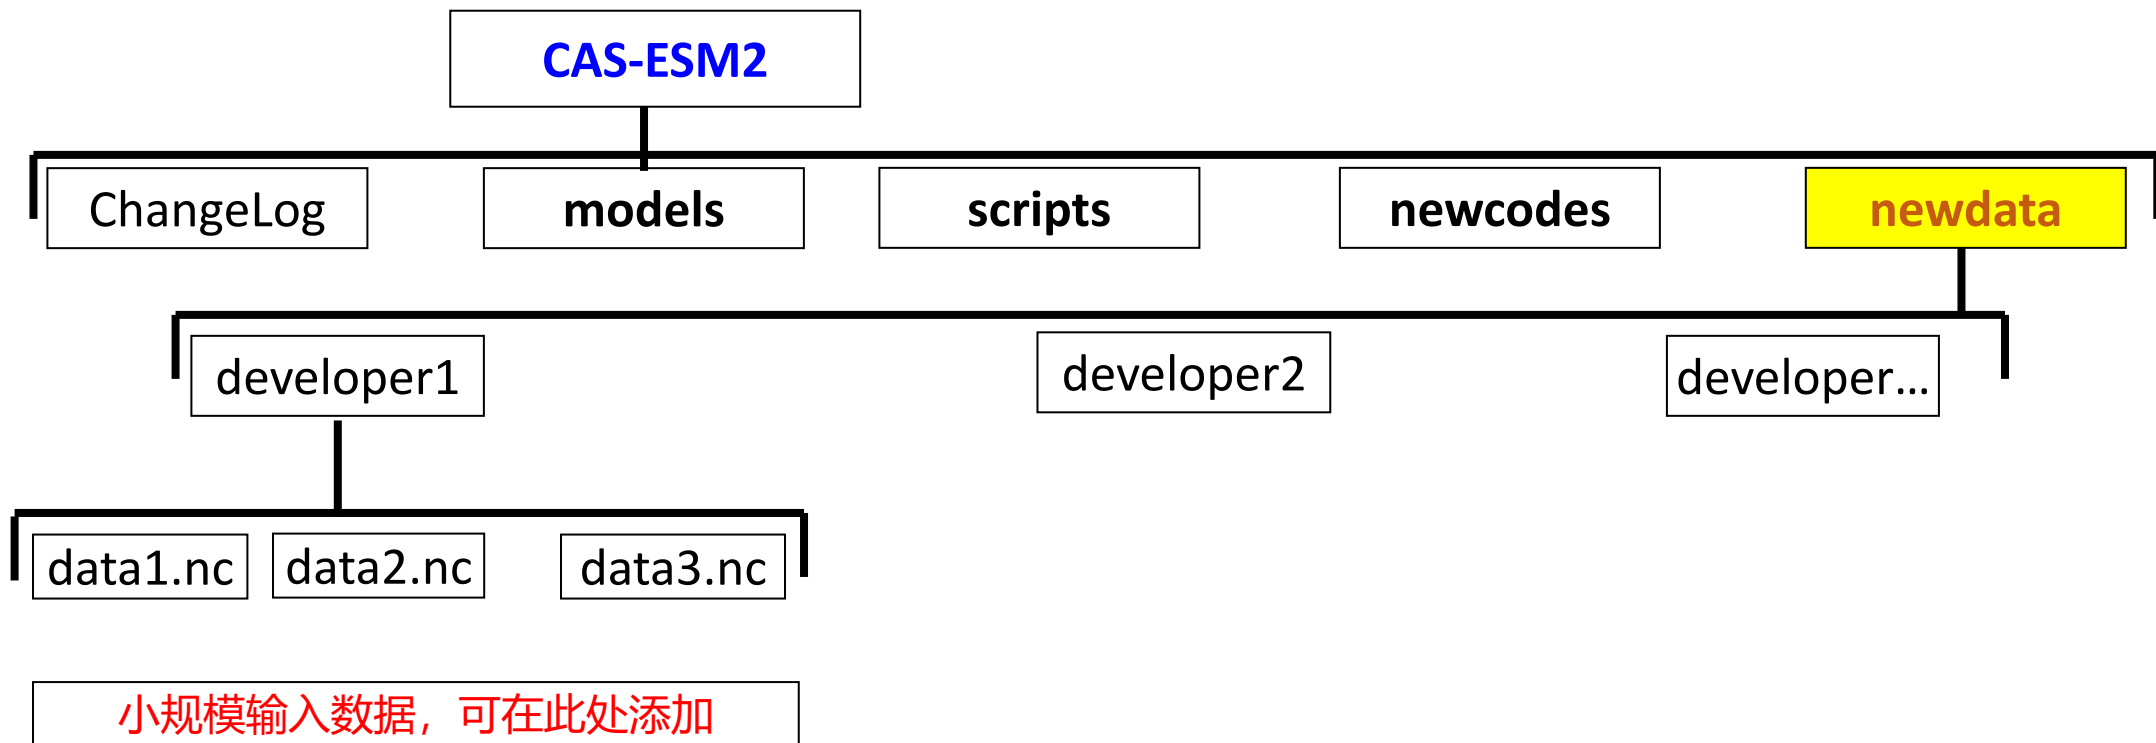 CAS-ESM2
ChangeLog
models
scripts
newcodes
newdata
developer1
developer2
developer...
data1.nc
data2.nc
data3.nc
小规模输入数据，可在此处添加